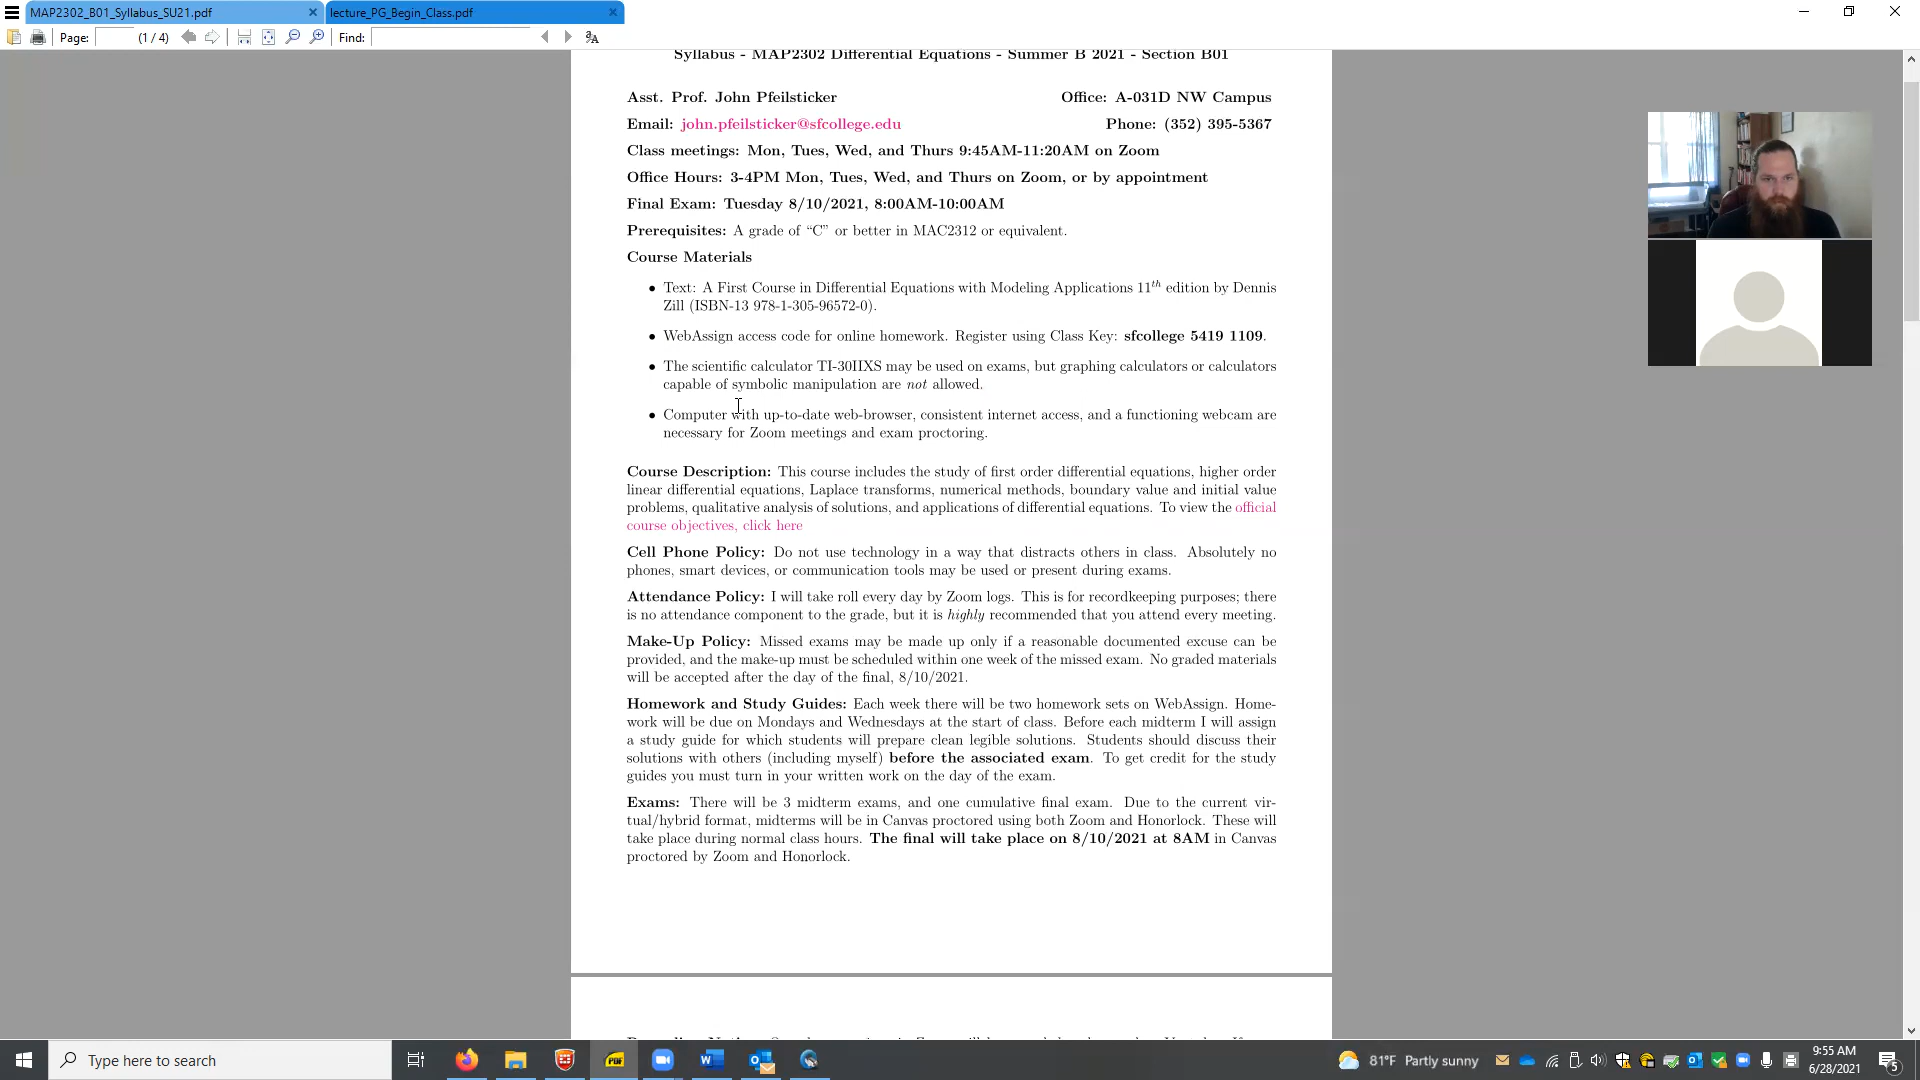 MAP2302_B01_Syllabus_SU21.pdf
lecture_PG_Begin_Class.pdf
Page: (1 / 4) Find:
Syllabus - MAP2302 Differential Equations - Summer B 2021 - Section B01
Asst. Prof. John Pfeilsticker Office: A-031D NW Campus
Email: john.pfeilsticker@sfcollege.edu Phone: (352) 395-5367
Class meetings: Mon, Tues, Wed, and Thurs 9:45AM-11:20AM on Zoom
Office Hours: 3-4PM Mon, Tues, Wed, and Thurs on Zoom, or by appointment
Final Exam: Tuesday 8/10/2021, 8:00AM-10:00AM
Prerequisites: A grade of “C” or better in MAC2312 or equivalent.
Course Materials
• Text: A First Course in Differential Equations with Modeling Applications 11th edition by Dennis
Zill (ISBN-13 978-1-305-96572-0).
• WebAssign access code for online homework. Register using Class Key: sfcollege 5419 1109.
• The scientific calculator TI-30IIXS may be used on exams, but graphing calculators or calculators
capable of symbolic manipulation are not allowed.
• Computer with up-to-date web-browser, consistent internet access, and a functioning webcam are
necessary for Zoom meetings and exam proctoring.
Course Description: This course includes the study of first order differential equations, higher order
linear differential equations, Laplace transforms, numerical methods, boundary value and initial value
problems, qualitative analysis of solutions, and applications of differential equations. To view the official
course objectives, click here
Cell Phone Policy: Do not use technology in a way that distracts others in class. Absolutely no
phones, smart devices, or communication tools may be used or present during exams.
Attendance Policy: I will take roll every day by Zoom logs. This is for recordkeeping purposes; there
is no attendance component to the grade, but it is highly recommended that you attend every meeting.
Make-Up Policy: Missed exams may be made up only if a reasonable documented excuse can be
provided, and the make-up must be scheduled within one week of the missed exam. No graded materials
will be accepted after the day of the final, 8/10/2021.
Homework and Study Guides: Each week there will be two homework sets on WebAssign. Home-
work will be due on Mondays and Wednesdays at the start of class. Before each midterm I will assign
a study guide for which students will prepare clean legible solutions. Students should discuss their
solutions with others (including myself) before the associated exam. To get credit for the study
guides you must turn in your written work on the day of the exam.
Exams: There will be 3 midterm exams, and one cumulative final exam. Due to the current vir-
tual/hybrid format, midterms will be in Canvas proctored using both Zoom and Honorlock. These will
take place during normal class hours. The final will take place on 8/10/2021 at 8AM in Canvas
proctored by Zoom and Honorlock.
Type here to search
81°F Partly sunny
9:55 AM
6/28/2021
5